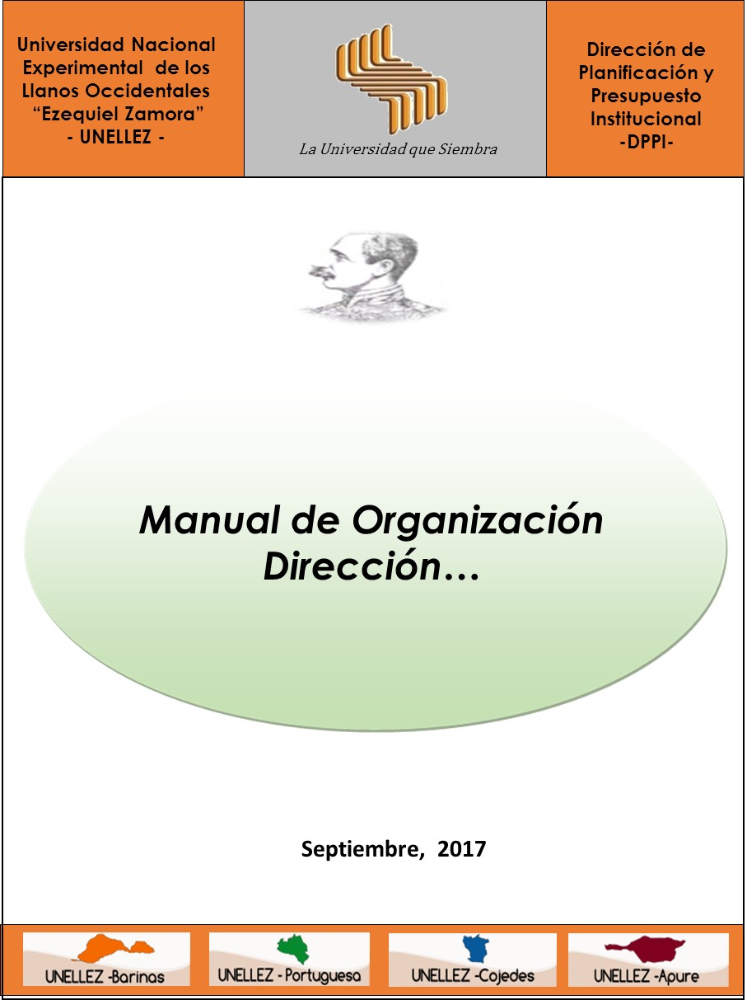 Universidad Nacional
Experimental de los
Llanos Occidentales
“Ezequiel Zamora”
- UNELLEZ -
La Universidad que Siembra
Dirección de
Planificación y
Presupuesto
Institucional
-DPPI-
Manual de Organización
Dirección…
Septiembre, 2017
UNELLEZ -Barinas
UNELLEZ - Portuguesa
UNELLEZ -Cojedes
UNELLEZ -Apure